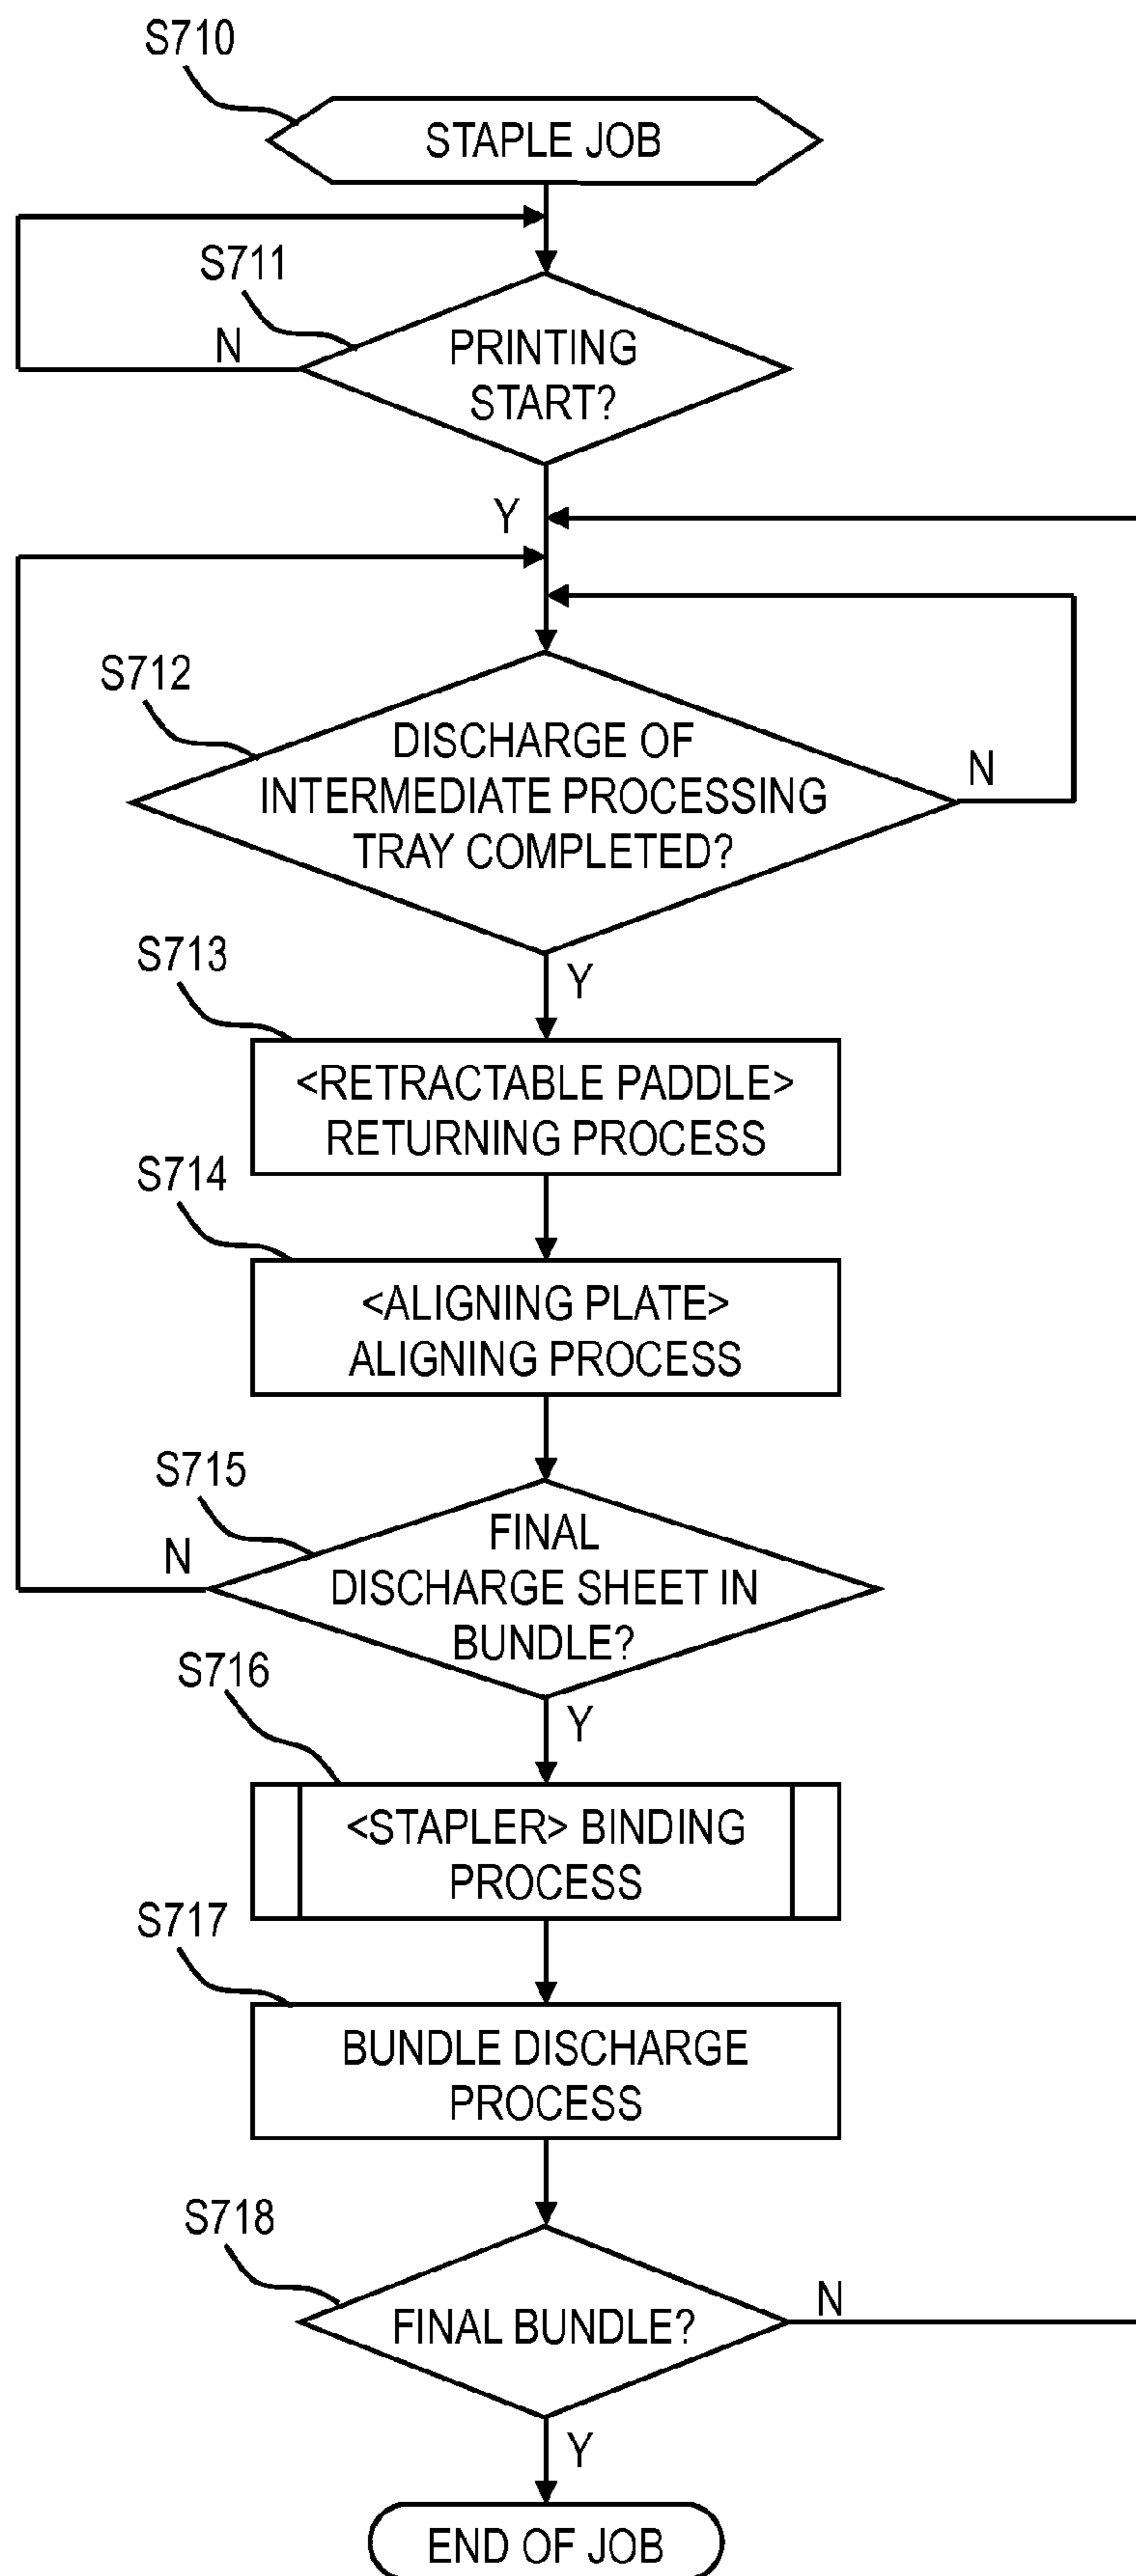 S710
STAPLE JOB
S711
N
PRINTING
START?
Y
S712
DISCHARGE OF
INTERMEDIATE PROCESSING
TRAY COMPLETED?
N
Y
S713
<RETRACTABLE PADDLE>
RETURNING PROCESS
S714
<ALIGNING PLATE>
ALIGNING PROCESS
S715
N
FINAL
DISCHARGE SHEET IN
BUNDLE?
Y
S716
<STAPLER> BINDING
PROCESS
S717
BUNDLE DISCHARGE
PROCESS
S718
FINAL BUNDLE?
N
Y
END OF JOB